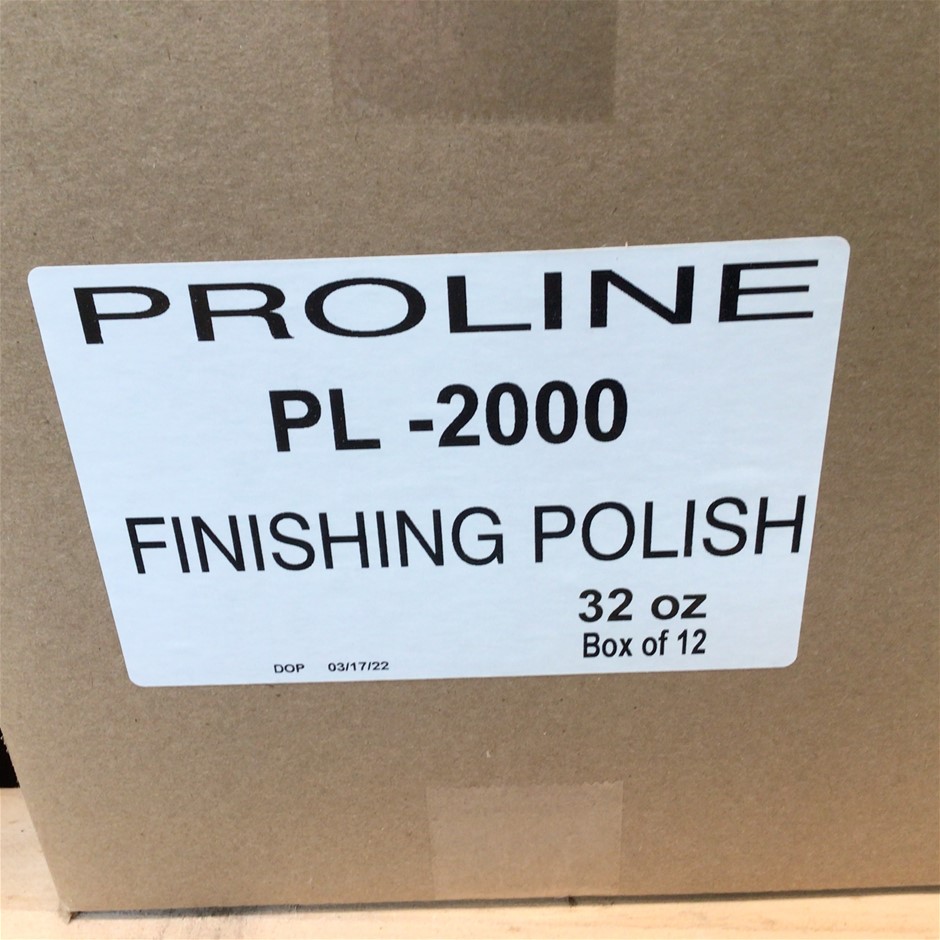 PROLINE
PL -2000
FINISHING POLISH
32 oz
Box of 12
DOP 03/17/22